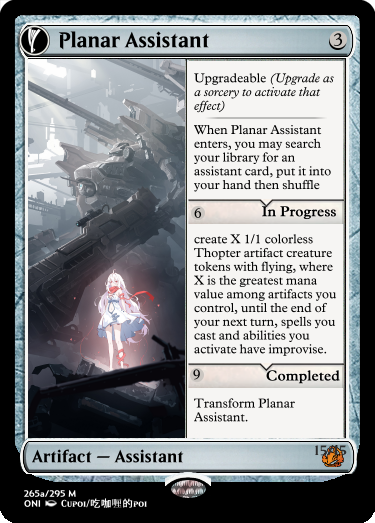 Planar Assistant
3
Upgradeable (Upgrade as
a sorcery to activate that
effect)
When Planar Assistant
enters, you may search
your library for an
assistant card, put it into
your hand then shuffle
6 In Progress
create X 1/1 colorless
Thopter artifact creature
tokens with flying, where
X is the greatest mana
value among artifacts you
control, until the end of
your next turn, spells you
cast and abilities you
activate have improvise.
9 Completed
Transform Planar
Assistant.
Artifact — Assistant
265a/295 M
ONI CUPOI/吃咖喱的POI